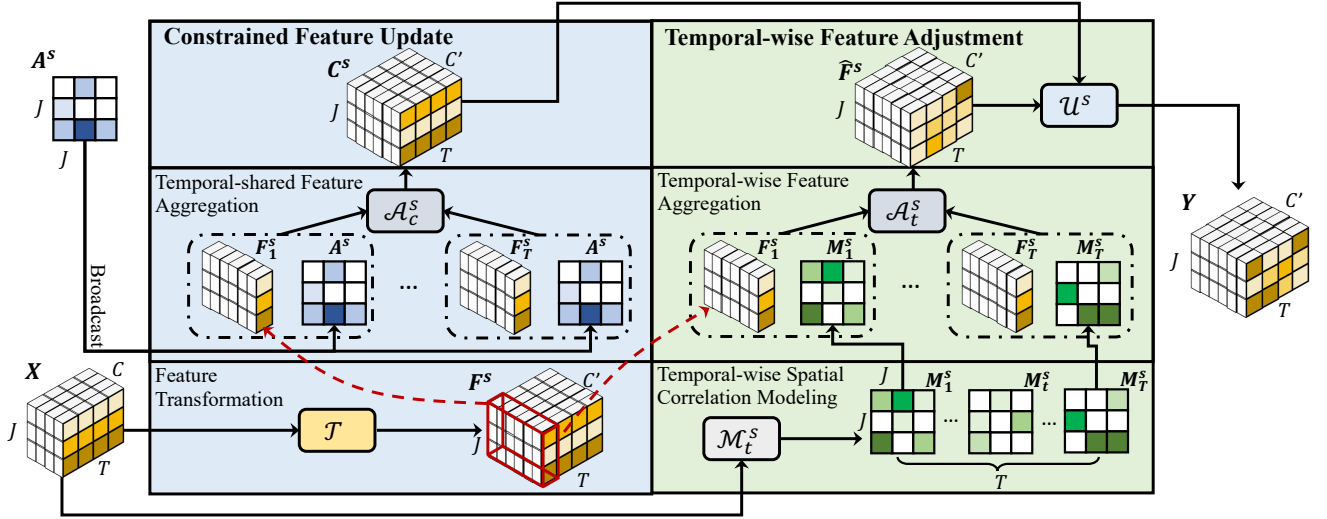 Constrained Feature Update
Temporal-wise Feature Adjustment
A^s
J
J
C^s
C'
J
T
F̂^s
C'
J
T
𝒰^s
Temporal-shared Feature
Aggregation
𝒜_c^s
Temporal-wise Feature
Aggregation
𝒜_t^s
F_1^s
A^s
...
F_T^s
A^s
F_1^s
M_1^s
...
F_T^s
M_T^s
Y
C'
J
T
Broadcast
X
C
J
T
Feature
Transformation
𝒯
F^s
C'
J
T
Temporal-wise Spatial
Correlation Modeling
ℳ_t^s
J
J
M_1^s
...
M_t^s
...
M_T^s
T